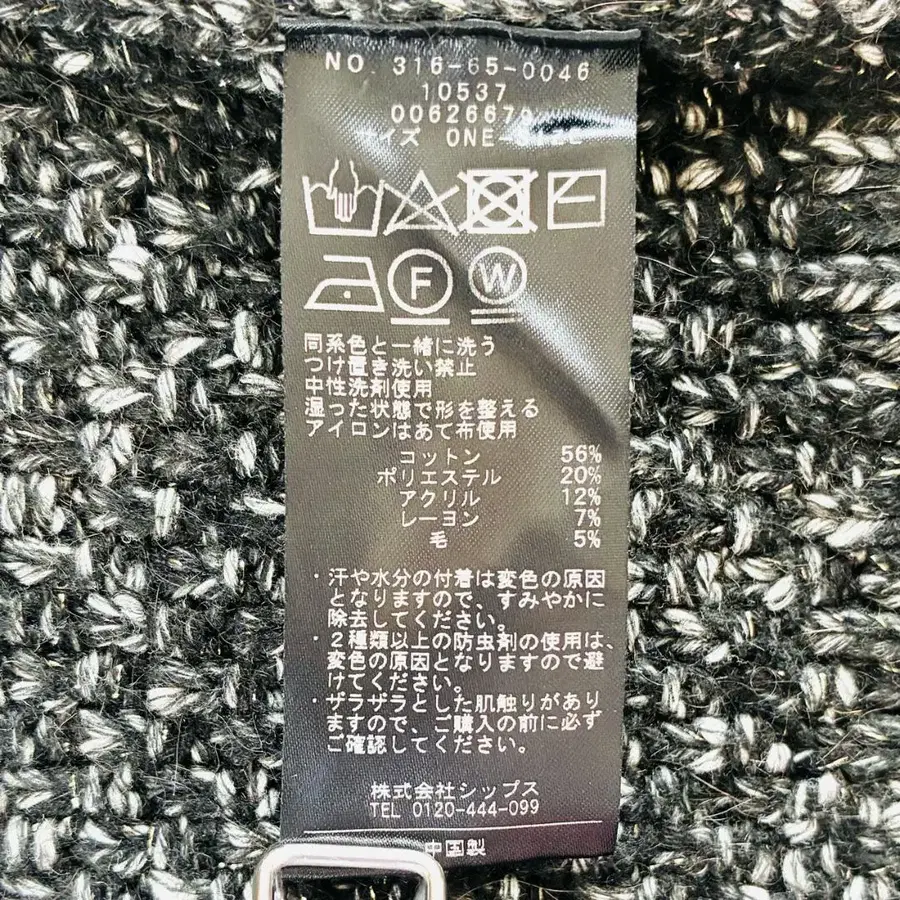 NO. 316-65-0046
10537
0062667
サイズ ONE
F W
同系色と一緒に洗う
つけ置き洗い禁止
中性洗剤使用
湿った状態で形を整える
アイロンはあて布使用
コットン 56%
ポリエステル 20%
アクリル 12%
レーヨン 7%
毛 5%
・汗や水分の付着は変色の原因
となりますので、すみやかに
除去してください。
・2種類以上の防虫剤の使用は、
変色の原因となりますので避
けてください。
・ザラザラとした肌触りがあり
ますので、ご購入の前に必ず
ご確認してください。
株式会社シップス
TEL 0120-444-099
中国製